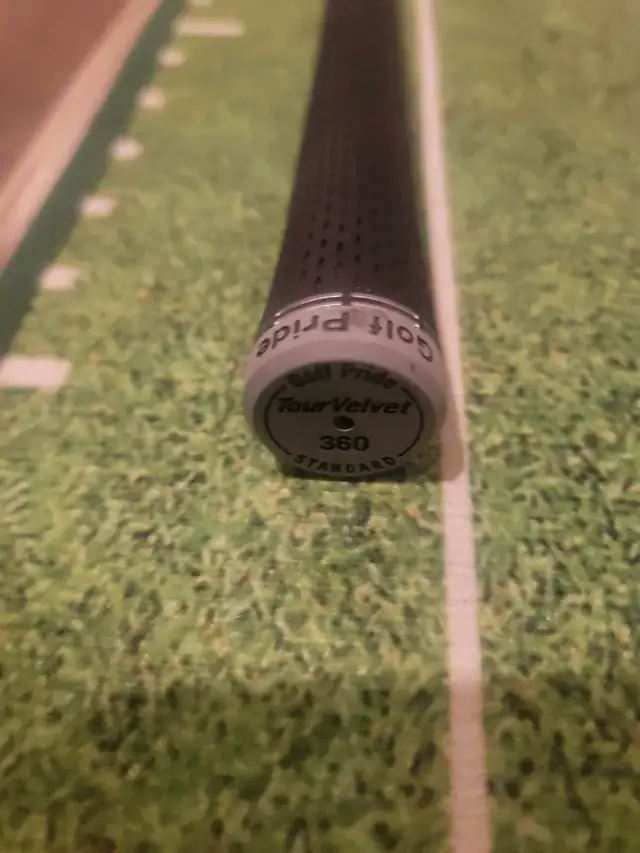 Golf Pride
Golf Pride
TourVelvet
360
STANDARD